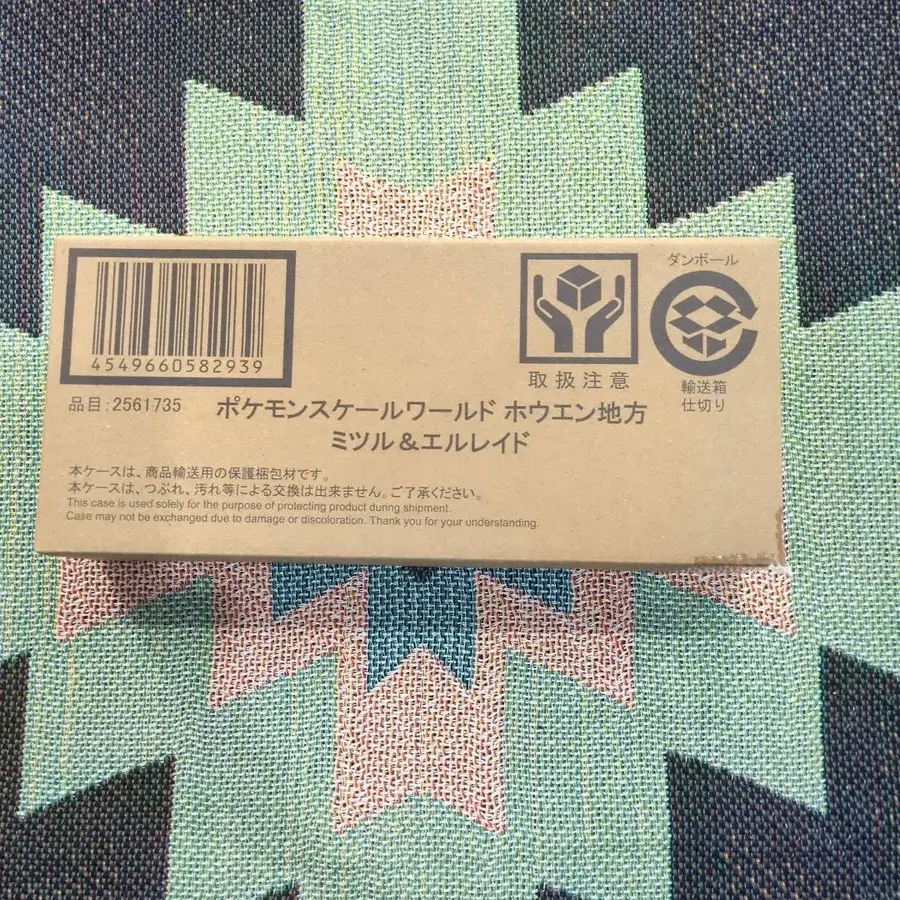 4549660582939
取扱注意
ダンボール
輸送箱
仕切り
品目:2561735
ポケモンスケールワールド ホウエン地方
ミツル&エルレイド
本ケースは、商品輸送用の保護梱包材です。
本ケースは、つぶれ、汚れ等による交換は出来ません。ご了承ください。
This case is used solely for the purpose of protecting product during shipment.
Case may not be exchanged due to damage or discoloration. Thank you for your understanding.